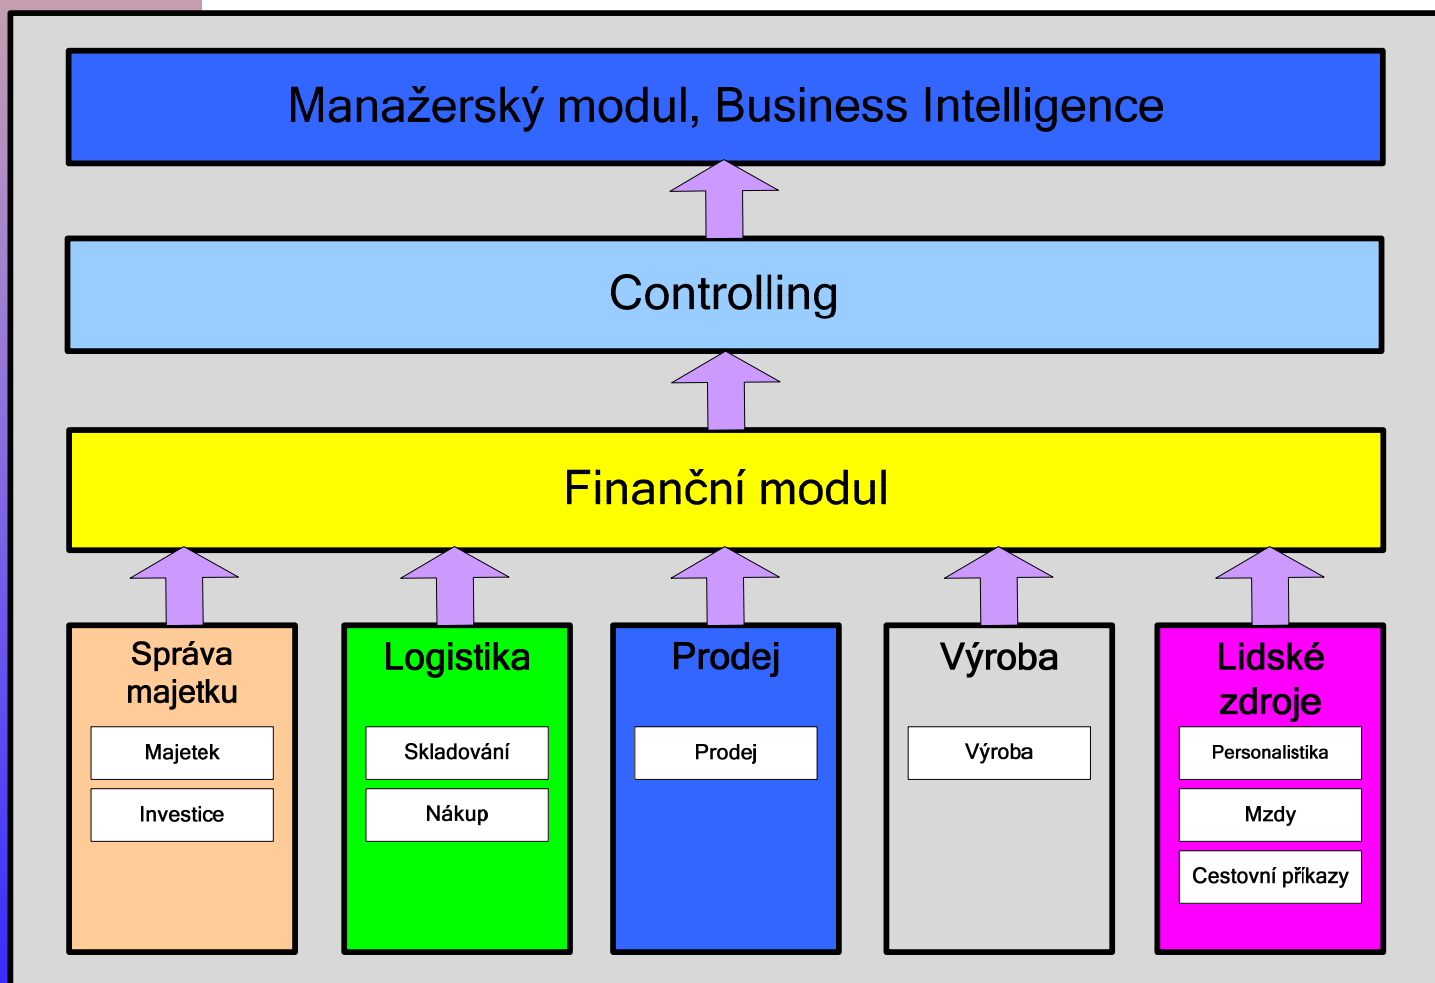 Manažerský modul, Business Intelligence
Controlling
Finanční modul
Správa
majetku
Majetek
Investice
Logistika
Skladování
Nákup
Prodej
Prodej
Výroba
Výroba
Lidské
zdroje
Personalistika
Mzdy
Cestovní příkazy